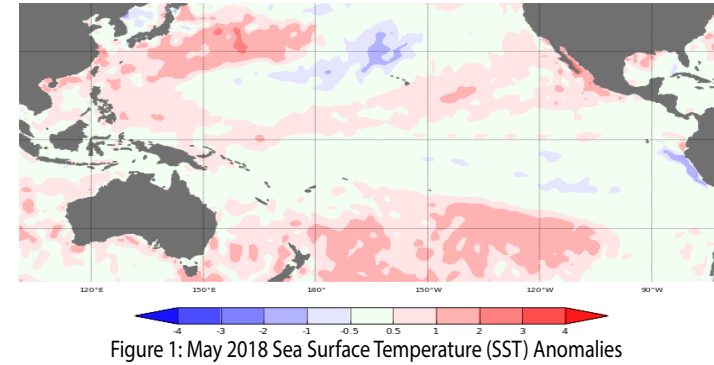 120°E 150°E 180° 150°W 120°W 90°W
-4 -3 -2 -1 -0.5 0.5 1 2 3 4
Figure 1: May 2018 Sea Surface Temperature (SST) Anomalies